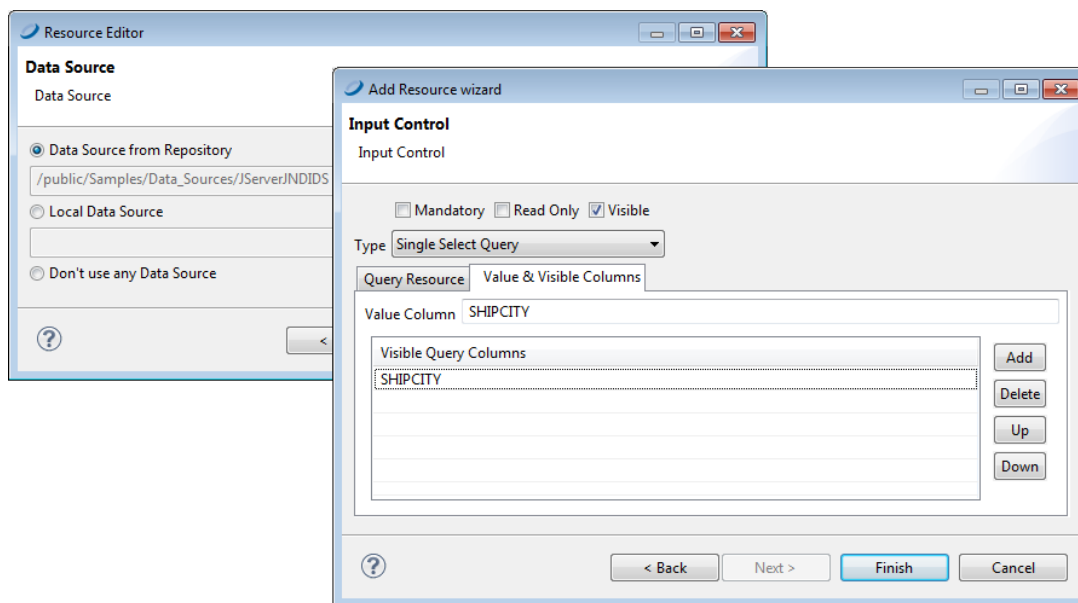 Resource Editor
Data Source
Data Source
Data Source from Repository
/public/Samples/Data_Sources/JServerJNDIDS
Local Data Source
Don't use any Data Source
?
<
Add Resource wizard
Input Control
Input Control
Mandatory Read Only Visible
Type Single Select Query
Query Resource Value & Visible Columns
Value Column SHIPCITY
Visible Query Columns
SHIPCITY
Add
Delete
Up
Down
?
< Back Next > Finish Cancel